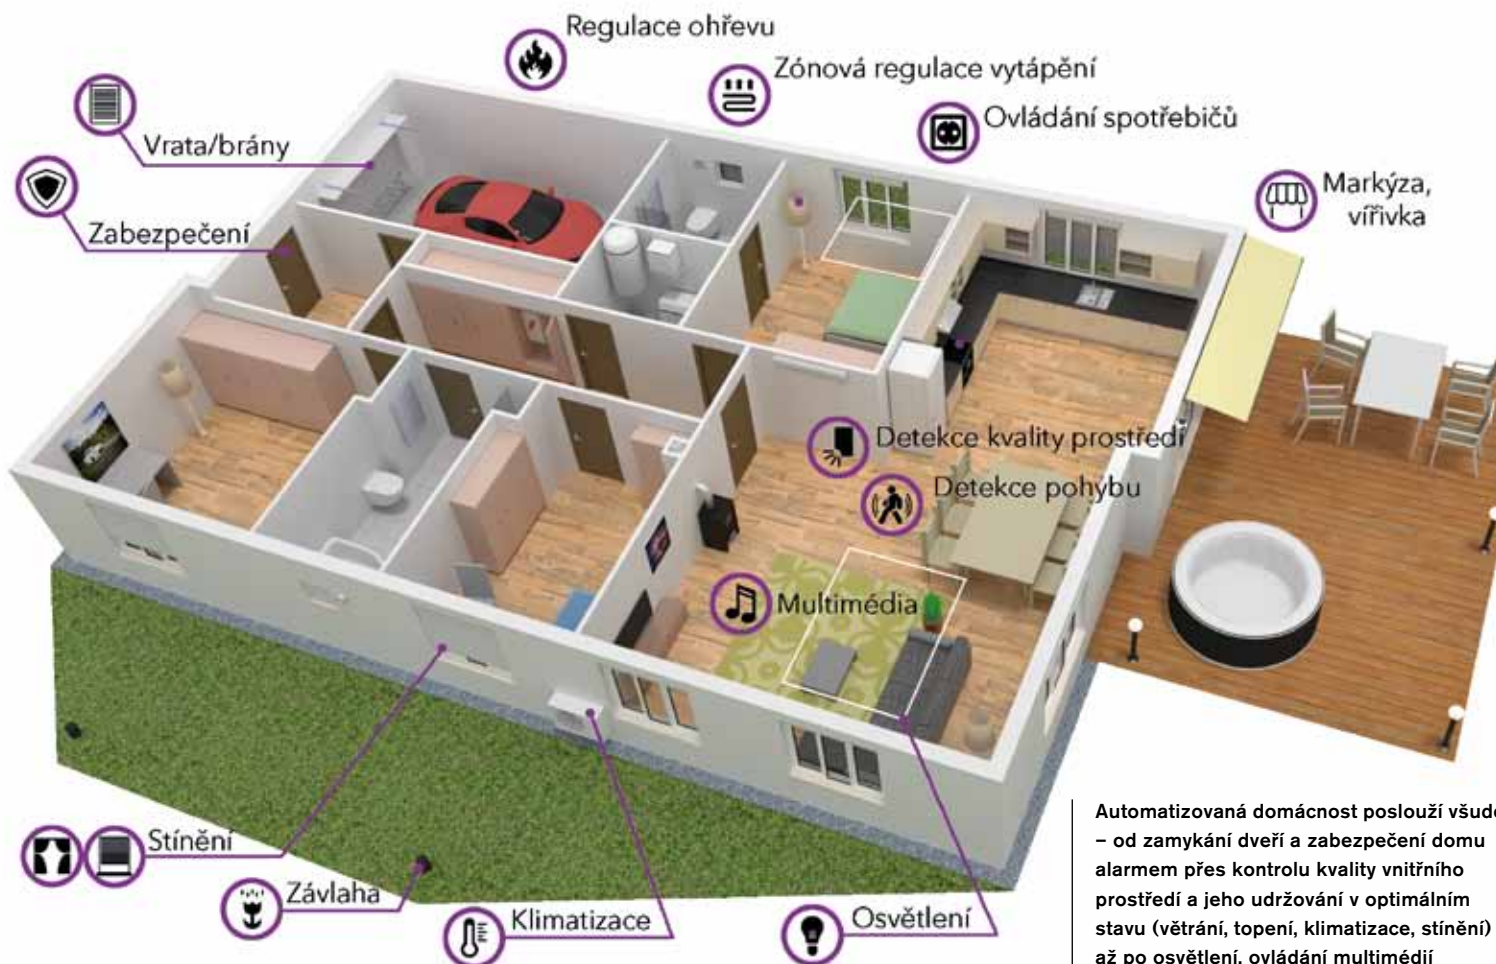 Regulace ohřevu
Zónová regulace vytápění
Ovládání spotřebičů
Vrata/brány
Markýza,
vířivka
Zabezpečení
Detekce kvality prostředí
Detekce pohybu
Multimédia
Stínění
Závlaha
Klimatizace
Osvětlení
Automatizovaná domácnost poslouží všude
– od zamykání dveří a zabezpečení domu
alarmem přes kontrolu kvality vnitřního
prostředí a jeho udržování v optimálním
stavu (větrání, topení, klimatizace, stínění)
až po osvětlení, ovládání multimédií